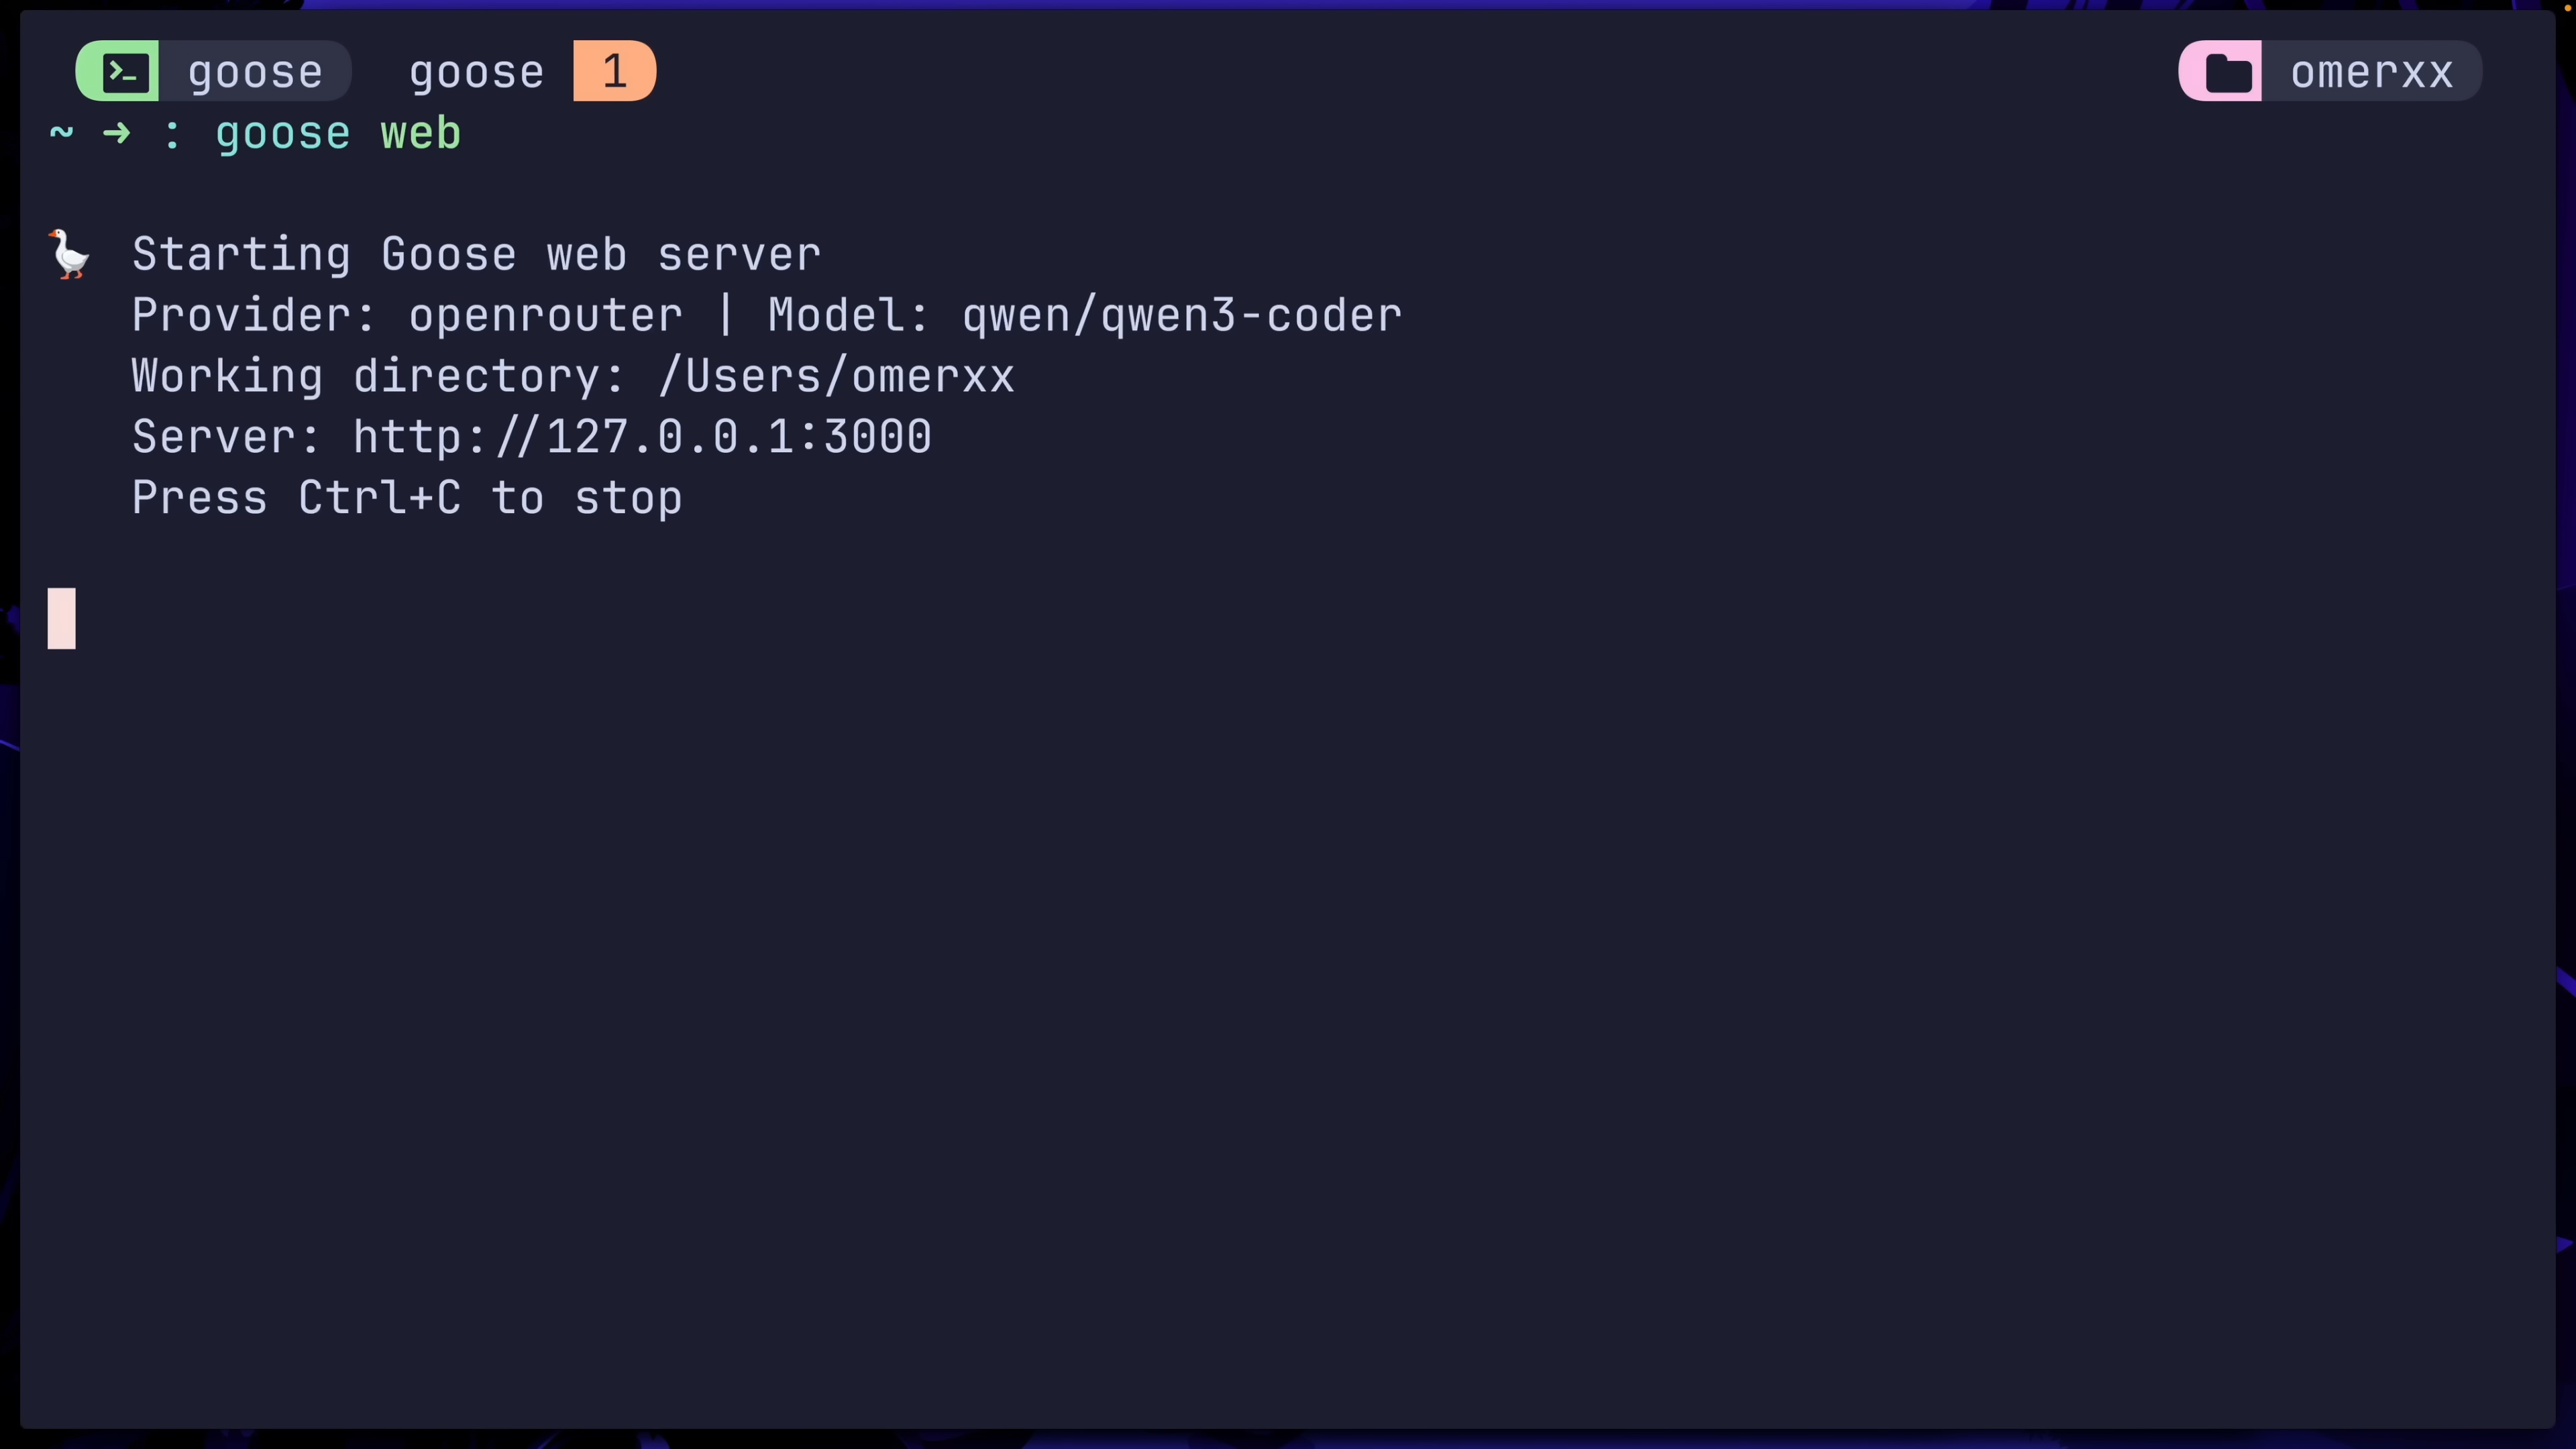 goose goose 1 omerxx
~ → : goose web
Starting Goose web server
Provider: openrouter | Model: qwen/qwen3-coder
Working directory: /Users/omerxx
Server: http://127.0.0.1:3000
Press Ctrl+C to stop